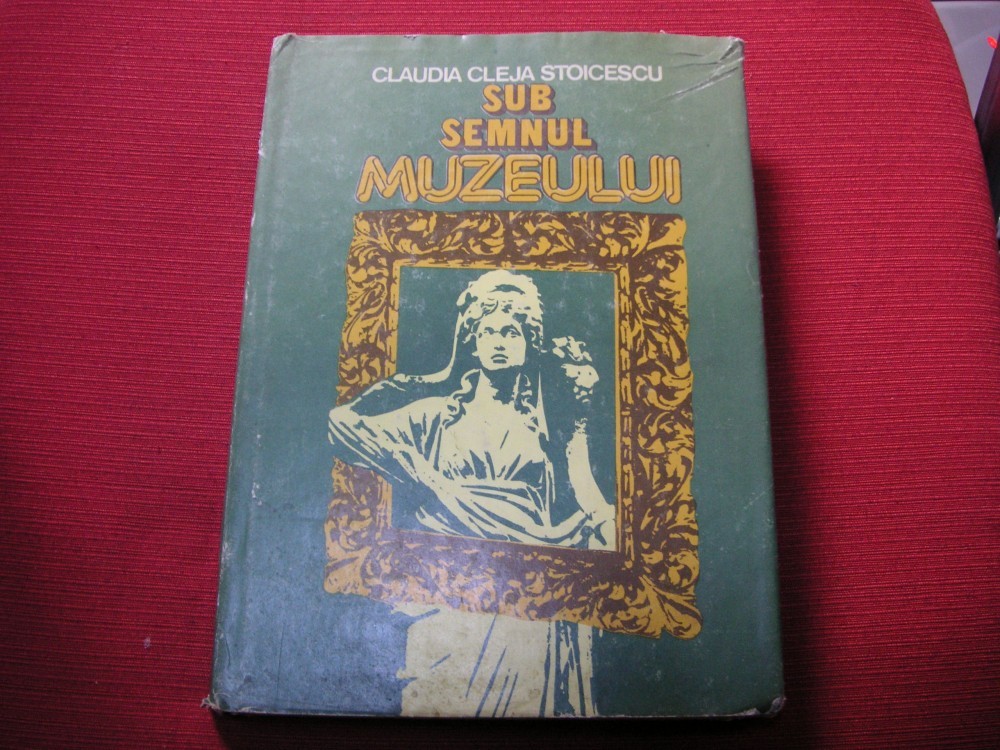 CLAUDIA CLEJA STOICESCU
SUB
SEMNUL
MUZEULUI